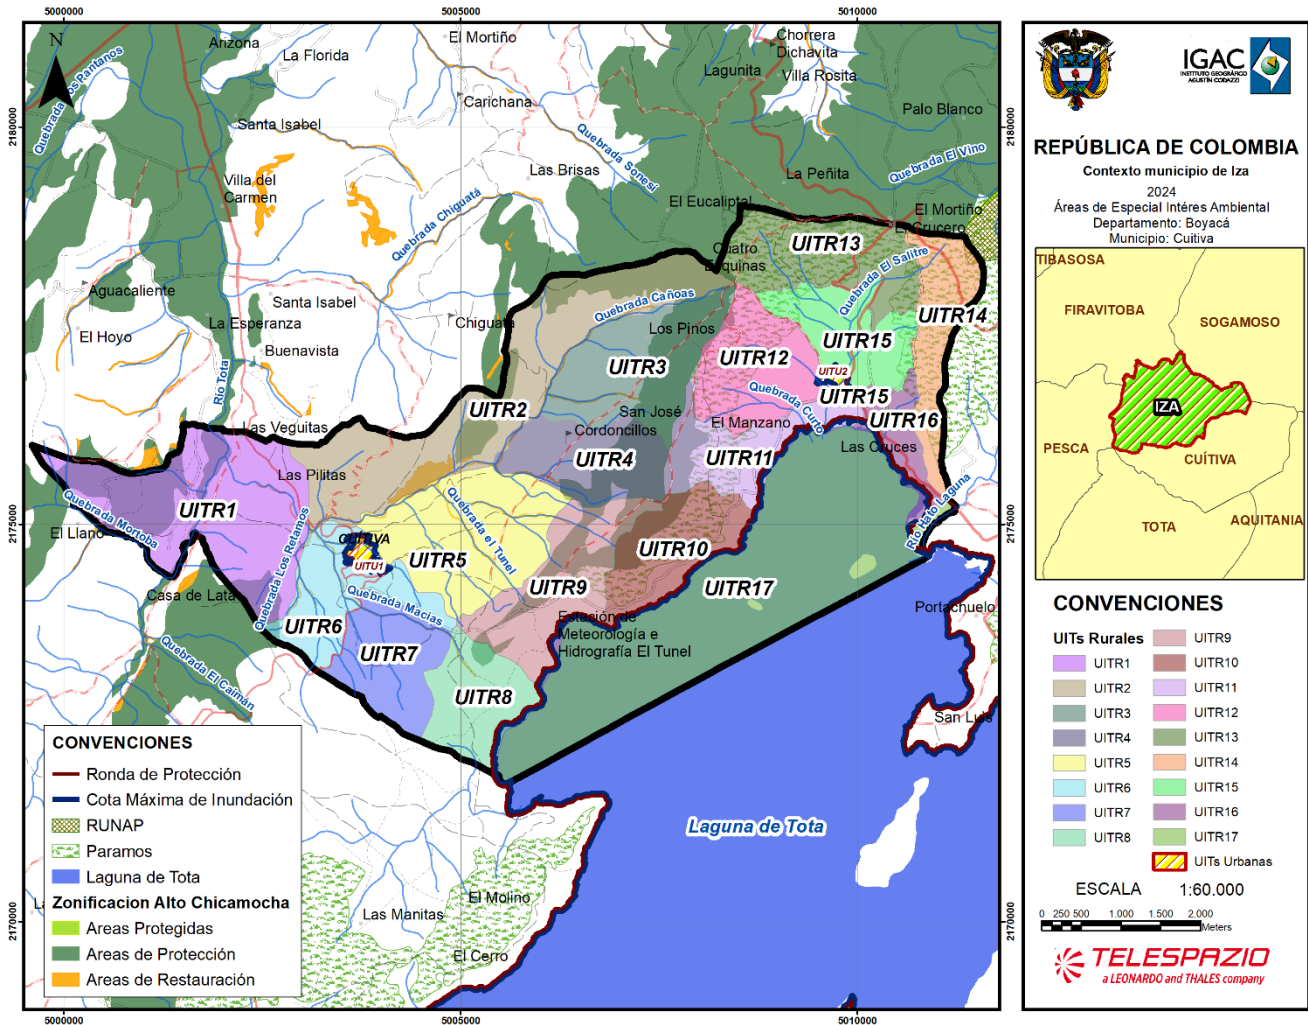 5000000
5005000
5010000
2180000
2175000
2170000
2180000
2175000
2170000
5000000
5005000
5010000
N
Arizona
La Florida
El Mortiño
Carichana
Chorrera
Dichavita
Lagunita
Villa Rosita
Palo Blanco
Santa Isabel
Quebrada Sonesí
Quebrada El Vino
Las Brisas
La Peñita
Villa del
Carmen
El Eucaliptal
El Mortiño
Quebrada Chiguatá
Cuatro
UITR13
Quebrada El Salitre
Aguacaliente
Santa Isabel
Quebrada Cañoas
La Esperanza
Chiguatá
Los Pinos
UITR14
El Hoyo
Buenavista
UITR3
UITR12
UITR15
Río Tota
UITU2
Quebrada Curto
UITR15
UITR2
San José
Cordoncillos
El Manzano
UITR16
Las Veguitas
Las Cruces
Las Pilitas
UITR4
UITR11
Río Hato Laguna
Quebrada Mortoba
UITR1
El Llano
Quebrada el Tunel
CUITIVA
UITU1
UITR5
UITR10
Quebrada Los Retamos
Casa de Lata
Quebrada Macías
UITR9
UITR17
UITR6
Estación de
Meteorología e
Hidrografía El Tunel
Portachuelo
UITR7
Quebrada El Caimán
UITR8
San Luis
Laguna de Tota
El Molino
Las Manitas
El Cerro
CONVENCIONES
Ronda de Protección
Cota Máxima de Inundación
RUNAP
Paramos
Laguna de Tota
Zonificacion Alto Chicamocha
Areas Protegidas
Areas de Protección
Areas de Restauración
IGAC
INSTITUTO GEOGRÁFICO
AGUSTÍN CODAZZI
REPÚBLICA DE COLOMBIA
Contexto municipio de Iza
2024
Áreas de Especial Intéres Ambiental
Departamento: Boyacá
Municipio: Cuitiva
TIBASOSA
FIRAVITOBA
SOGAMOSO
IZA
PESCA
CUÍTIVA
TOTA
AQUITANIA
CONVENCIONES
UITs Rurales
UITR1
UITR2
UITR3
UITR4
UITR5
UITR6
UITR7
UITR8
UITR9
UITR10
UITR11
UITR12
UITR13
UITR14
UITR15
UITR16
UITR17
UITs Urbanas
ESCALA 1:60.000
0 250 500 1.000 1.500 2.000
Meters
TELESPAZIO
a LEONARDO and THALES company